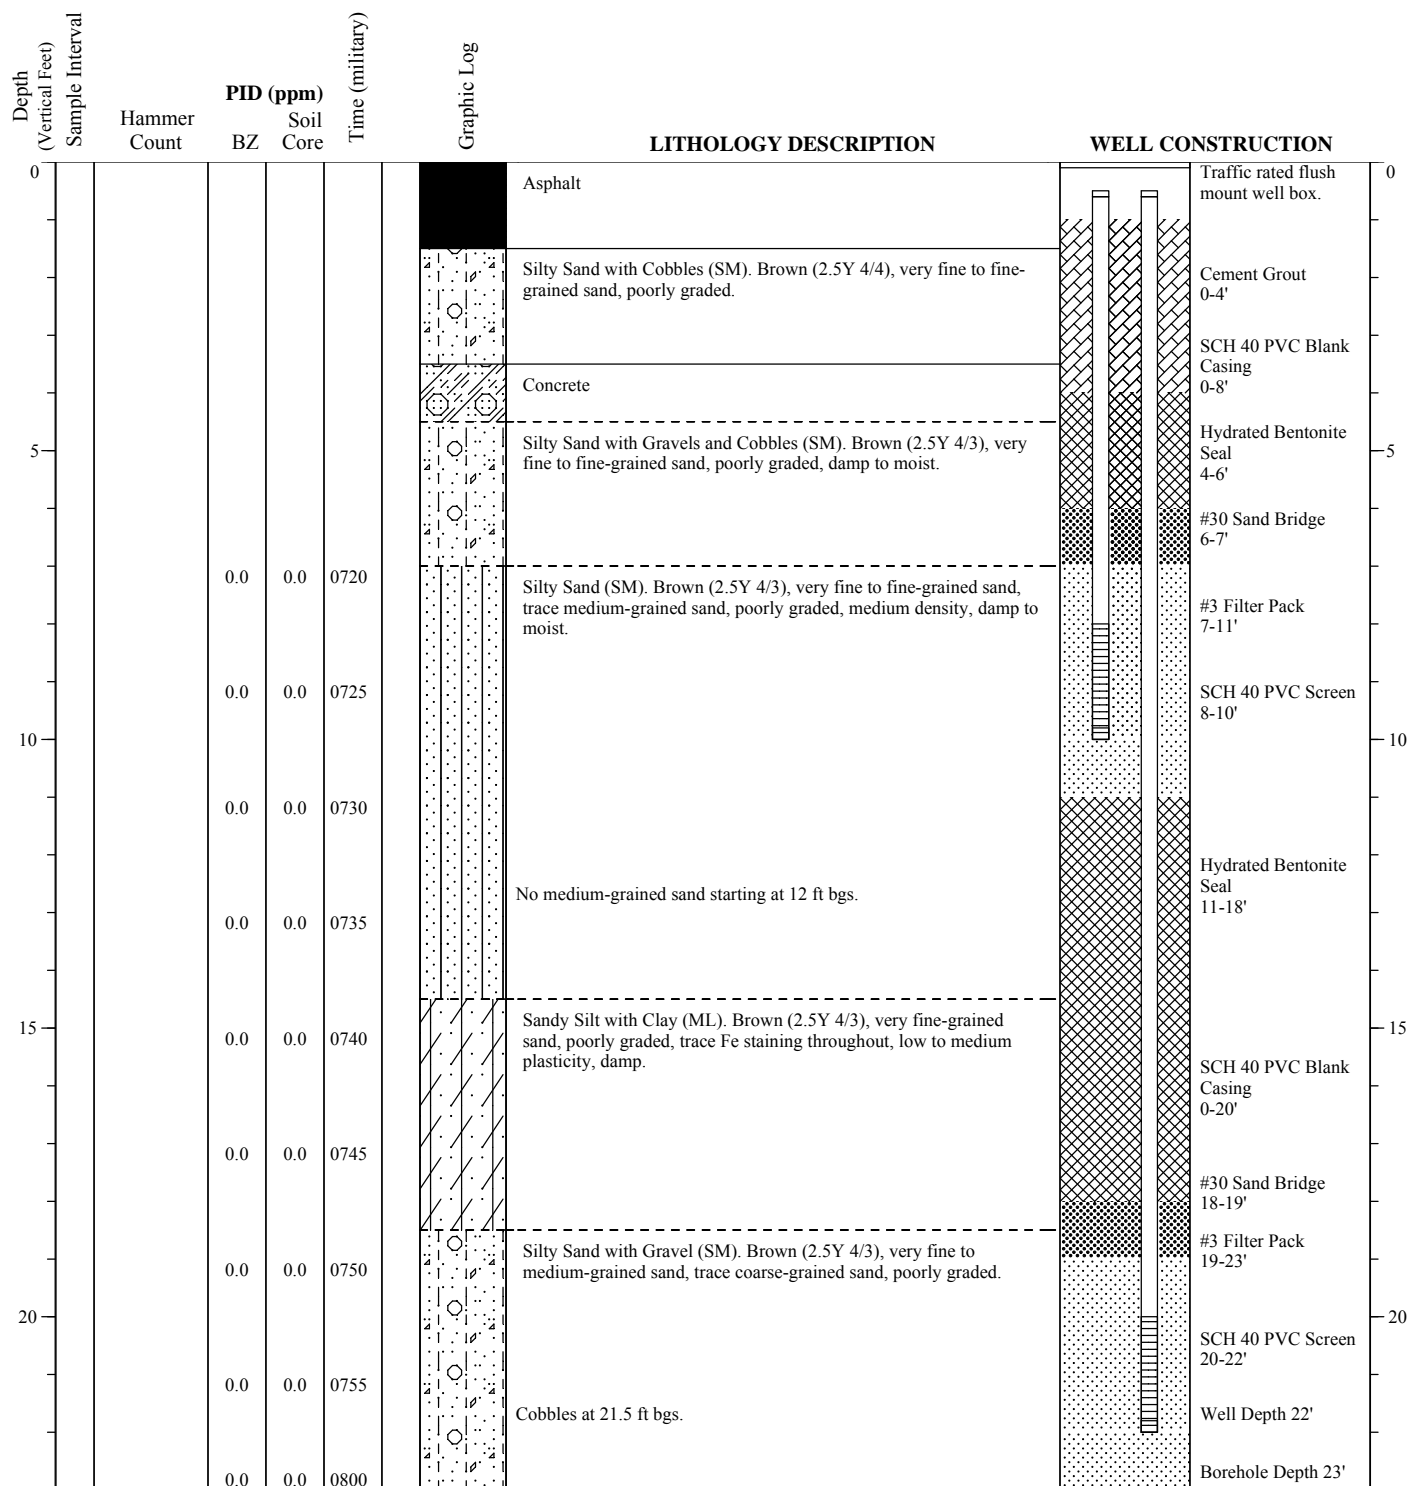 Depth
(Vertical Feet)
Sample Interval
Hammer
Count
PID (ppm)
BZ
Soil
Core
Time (military)
Graphic Log
LITHOLOGY DESCRIPTION
WELL CONSTRUCTION
0
0
Asphalt
Traffic rated flush
mount well box.
Silty Sand with Cobbles (SM). Brown (2.5Y 4/4), very fine to fine-
grained sand, poorly graded.
Cement Grout
0-4'
SCH 40 PVC Blank
Casing
0-8'
Concrete
Silty Sand with Gravels and Cobbles (SM). Brown (2.5Y 4/3), very
fine to fine-grained sand, poorly graded, damp to moist.
Hydrated Bentonite
Seal
4-6'
5
5
#30 Sand Bridge
6-7'
0.0 0.0 0720
Silty Sand (SM). Brown (2.5Y 4/3), very fine to fine-grained sand,
trace medium-grained sand, poorly graded, medium density, damp to
moist.
#3 Filter Pack
7-11'
0.0 0.0 0725
SCH 40 PVC Screen
8-10'
10
10
0.0 0.0 0730
No medium-grained sand starting at 12 ft bgs.
Hydrated Bentonite
Seal
11-18'
0.0 0.0 0735
15
15
0.0 0.0 0740
Sandy Silt with Clay (ML). Brown (2.5Y 4/3), very fine-grained
sand, poorly graded, trace Fe staining throughout, low to medium
plasticity, damp.
SCH 40 PVC Blank
Casing
0-20'
0.0 0.0 0745
#30 Sand Bridge
18-19'
0.0 0.0 0750
Silty Sand with Gravel (SM). Brown (2.5Y 4/3), very fine to
medium-grained sand, trace coarse-grained sand, poorly graded.
#3 Filter Pack
19-23'
20
20
SCH 40 PVC Screen
20-22'
0.0 0.0 0755
Cobbles at 21.5 ft bgs.
Well Depth 22'
0.0 0.0 0800
Borehole Depth 23'